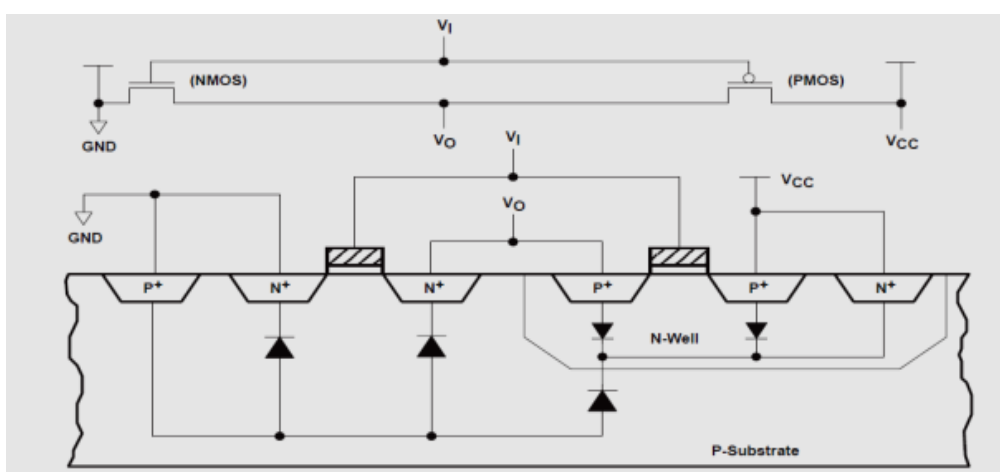 VI
(NMOS)
(PMOS)
GND
VO
VCC
VI
VCC
VO
GND
P+
N+
N+
P+
P+
N+
N-Well
P-Substrate